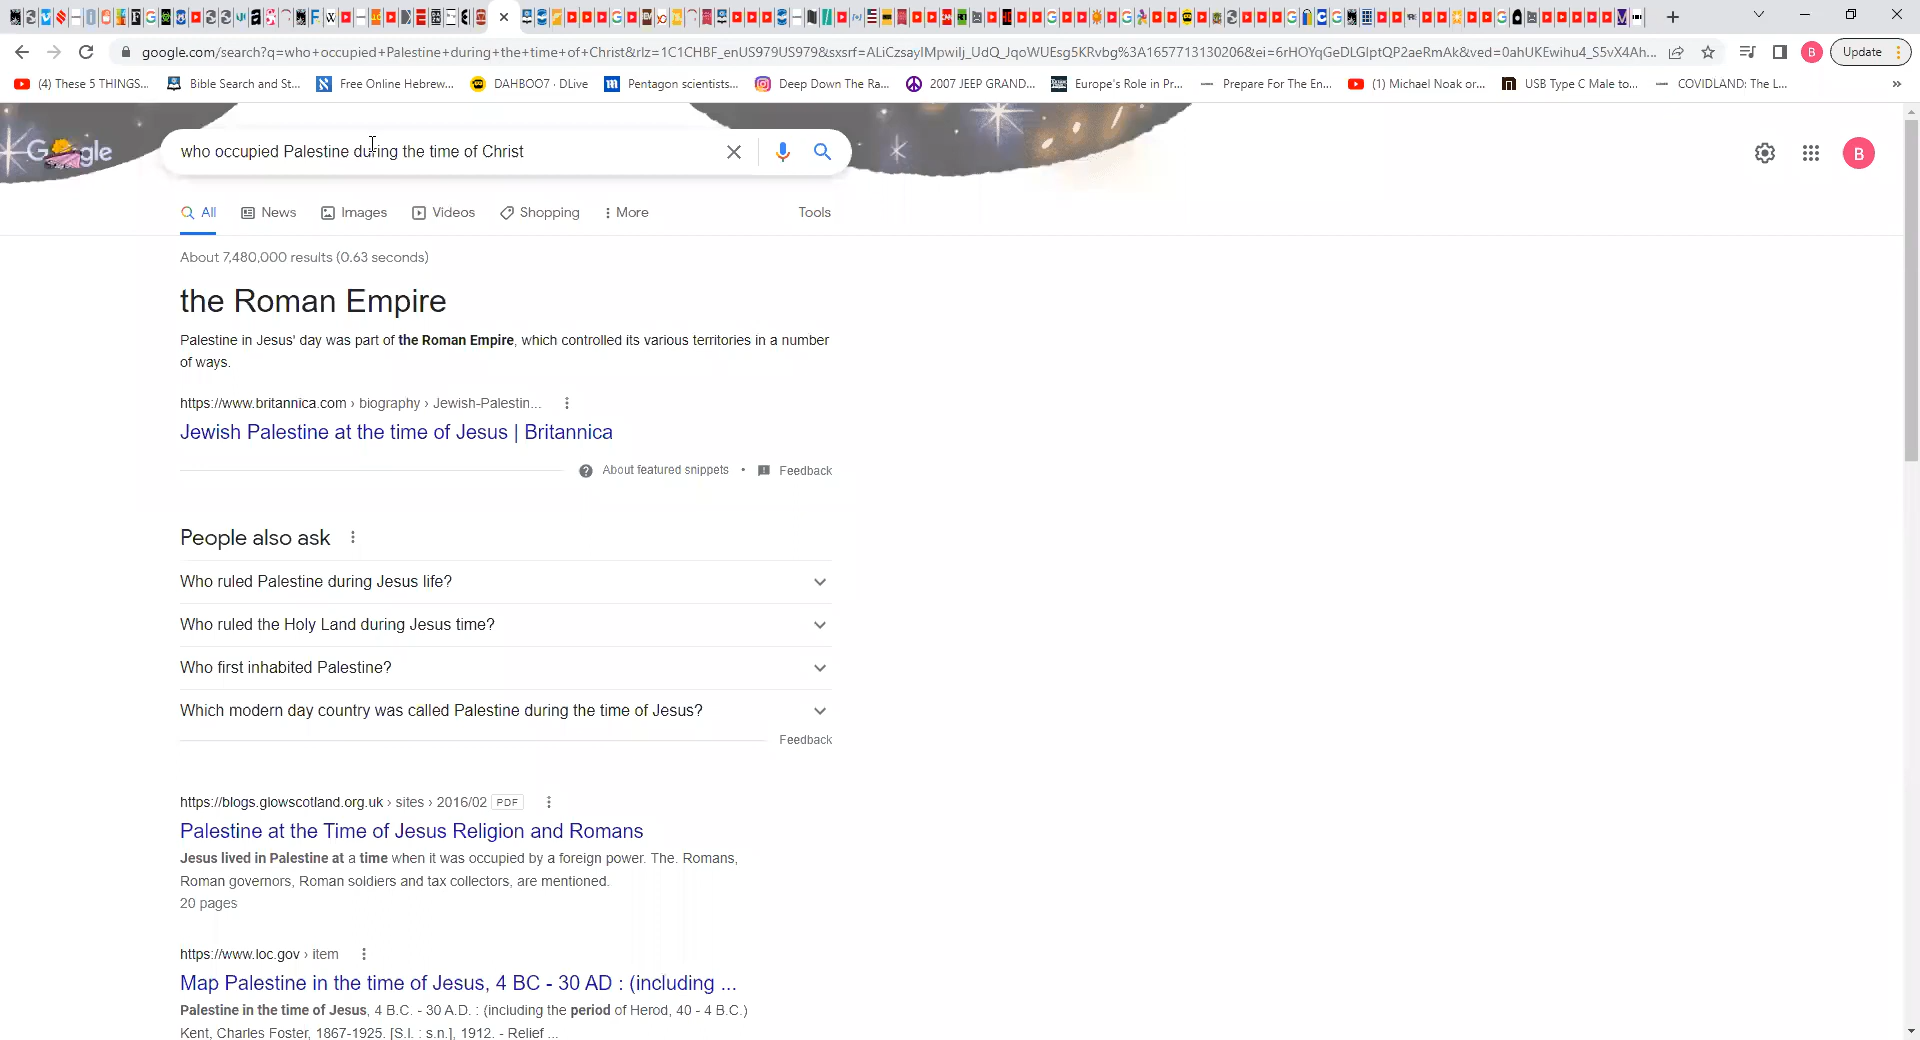 google.com/search?q=who+occupied+Palestine+during+the+time+of+Christ&rlz=1C1CHBF_enUS979US979&sxsrf=ALiCzsayIMpwiIj_UdQ_JqoWUEsg5KRvbg%3A1657713130206&ei=6rHOYqGeDLGIptQP2aeRmAk&ved=0ahUKEwihu4_S5vX4Ah...
B
Update
(4) These 5 THINGS...
Bible Search and St...
Free Online Hebrew...
DAHBOO7 · DLive
Pentagon scientists...
Deep Down The Ra...
2007 JEEP GRAND...
Europe's Role in Pr...
Prepare For The En...
(1) Michael Noak or...
USB Type C Male to...
COVIDLAND: The L...
»
who occupied Palestine during the time of Christ
B
All
News
Images
Videos
Shopping
More
Tools
About 7,480,000 results (0.63 seconds)
the Roman Empire
Palestine in Jesus' day was part of the Roman Empire, which controlled its various territories in a number
of ways.
https://www.britannica.com › biography › Jewish-Palestin...
Jewish Palestine at the time of Jesus | Britannica
About featured snippets • Feedback
People also ask
Who ruled Palestine during Jesus life?
Who ruled the Holy Land during Jesus time?
Who first inhabited Palestine?
Which modern day country was called Palestine during the time of Jesus?
Feedback
https://blogs.glowscotland.org.uk › sites › 2016/02 PDF
Palestine at the Time of Jesus Religion and Romans
Jesus lived in Palestine at a time when it was occupied by a foreign power. The. Romans,
Roman governors, Roman soldiers and tax collectors, are mentioned.
20 pages
https://www.loc.gov › item
Map Palestine in the time of Jesus, 4 BC - 30 AD : (including ...
Palestine in the time of Jesus, 4 B.C. - 30 A.D. : (including the period of Herod, 40 - 4 B.C.)
Kent, Charles Foster, 1867-1925. [S.l. : s.n.], 1912. - Relief ...